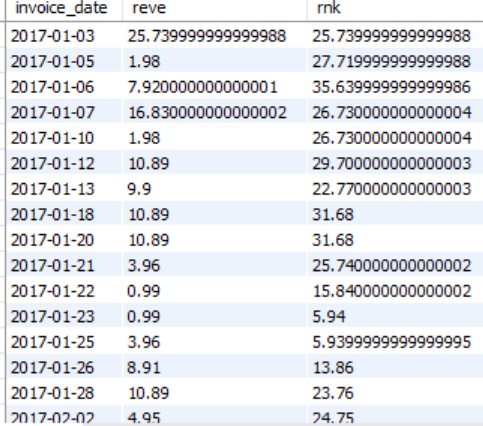 invoice_date reve rnk
2017-01-03 25.739999999999988 25.739999999999988
2017-01-05 1.98 27.719999999999988
2017-01-06 7.920000000000001 35.639999999999986
2017-01-07 16.830000000000002 26.730000000000004
2017-01-10 1.98 26.730000000000004
2017-01-12 10.89 29.700000000000003
2017-01-13 9.9 22.770000000000003
2017-01-18 10.89 31.68
2017-01-20 10.89 31.68
2017-01-21 3.96 25.740000000000002
2017-01-22 0.99 15.840000000000002
2017-01-23 0.99 5.94
2017-01-25 3.96 5.9399999999999995
2017-01-26 8.91 13.86
2017-01-28 10.89 23.76
2017-02-02 4.95 24.75